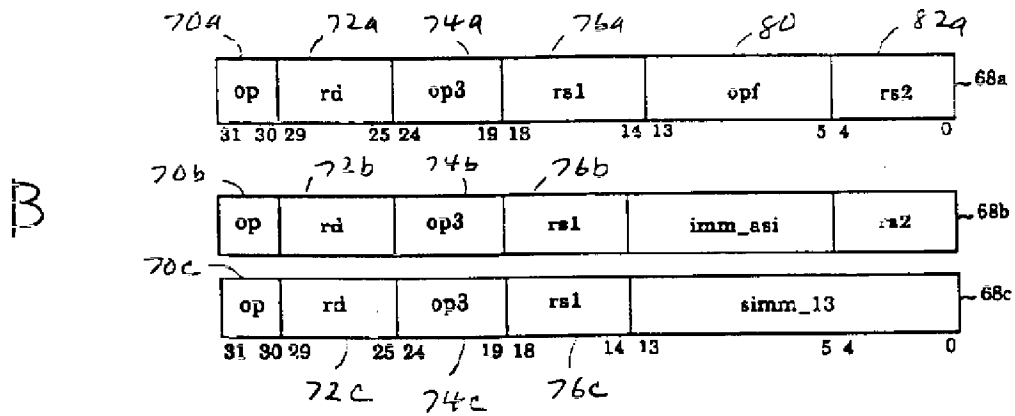 70a 72a 74a 76a 80 82a
op rd op3 rs1 opf rs2 68a
31 30 29 25 24 19 18 14 13 5 4 0
70b 72b 74b 76b
B
op rd op3 rs1 imm_asi rs2 68b
70c
op rd op3 rs1 simm_13 68c
31 30 29 25 24 19 18 14 13 5 4 0
72c 74c 76c